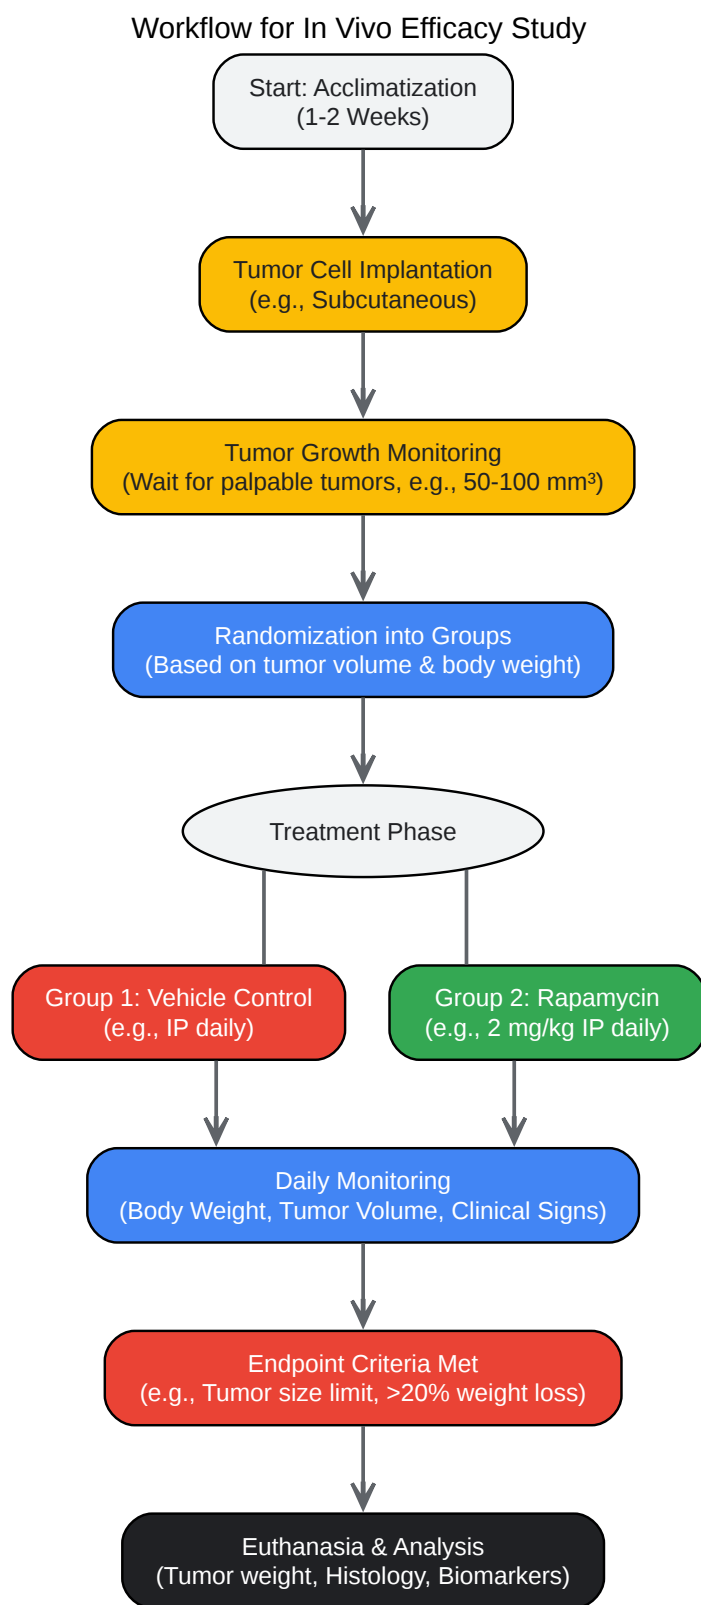 Workflow for In Vivo Efficacy Study
Start: Acclimatization
(1-2 Weeks)
Tumor Cell Implantation
(e.g., Subcutaneous)
Tumor Growth Monitoring
(Wait for palpable tumors, e.g., 50-100 mm³)
Randomization into Groups
(Based on tumor volume & body weight)
Treatment Phase
Group 1: Vehicle Control
(e.g., IP daily)
Group 2: Rapamycin
(e.g., 2 mg/kg IP daily)
Daily Monitoring
(Body Weight, Tumor Volume, Clinical Signs)
Endpoint Criteria Met
(e.g., Tumor size limit, >20% weight loss)
Euthanasia & Analysis
(Tumor weight, Histology, Biomarkers)